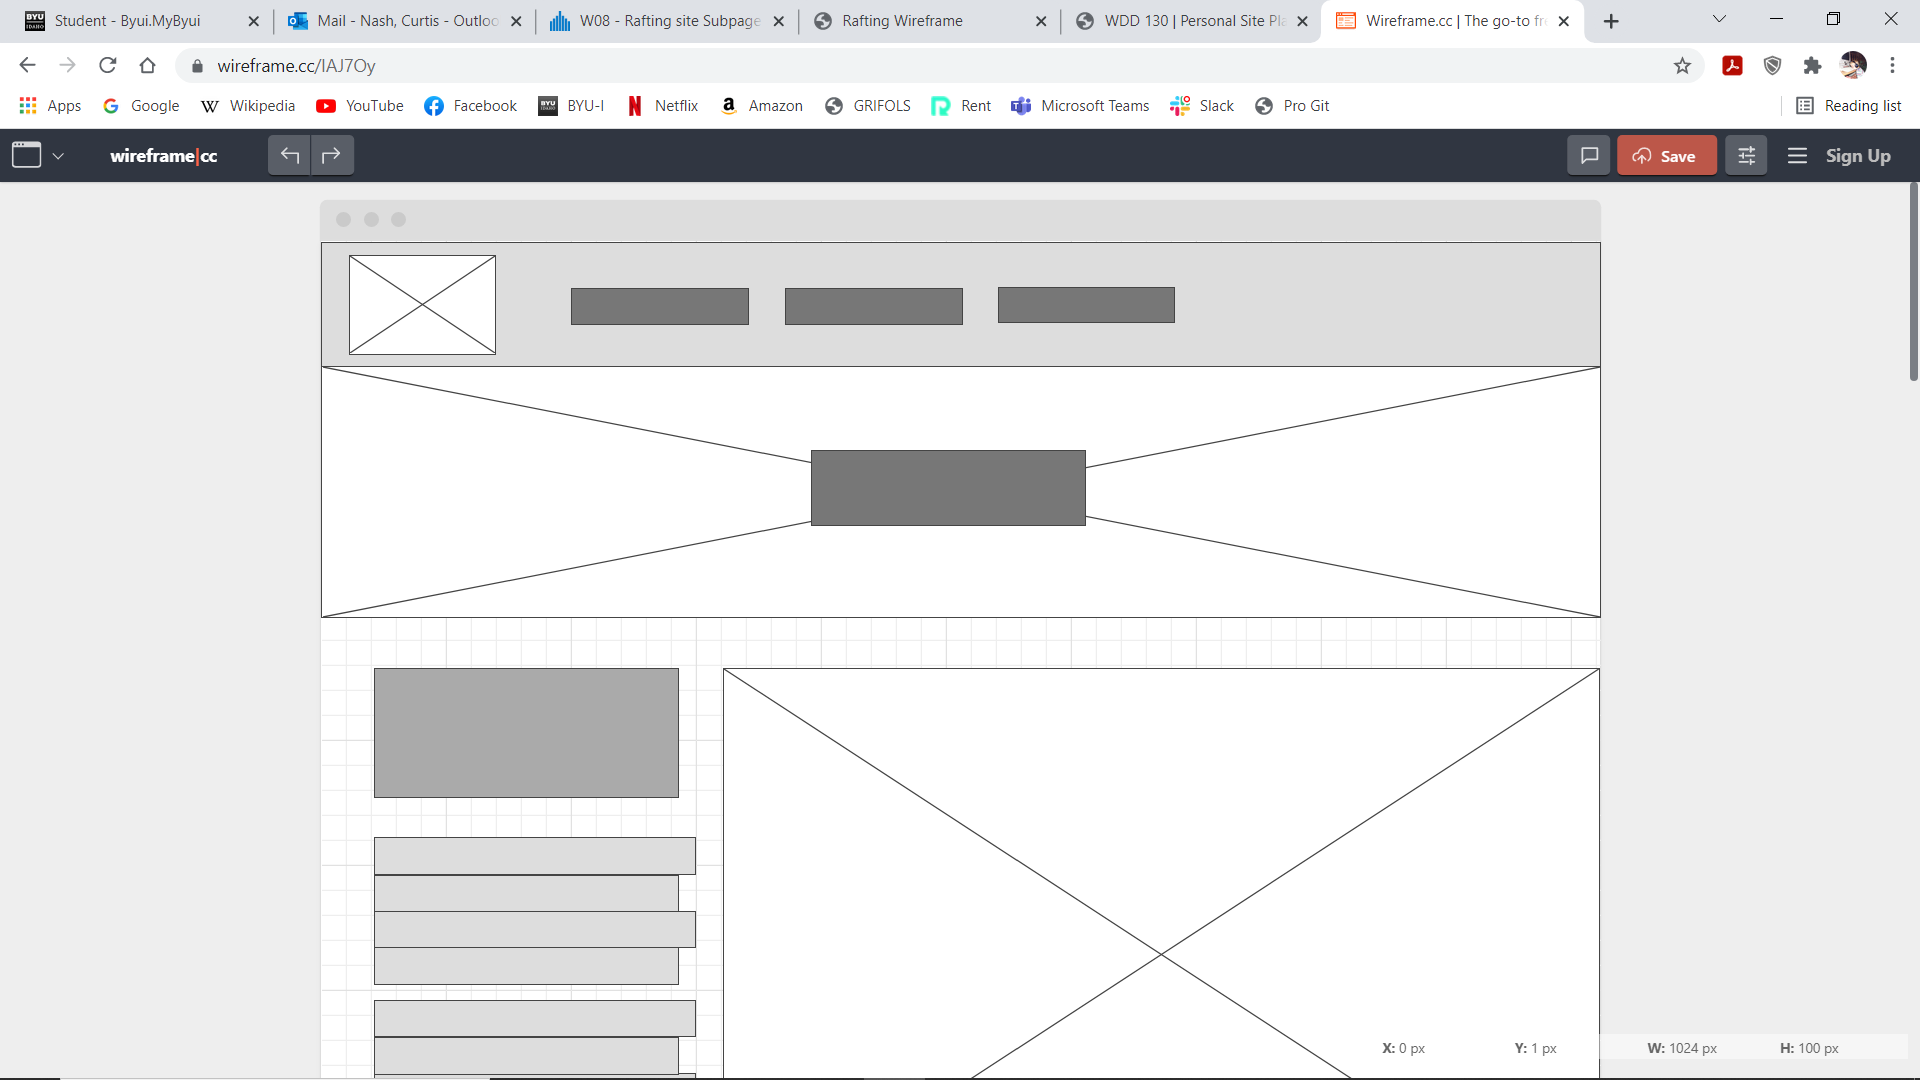 Student - Byui.MyByui
Mail - Nash, Curtis - Outloo
W08 - Rafting site Subpage
Rafting Wireframe
WDD 130 | Personal Site Pla
Wireframe.cc | The go-to fr
wireframe.cc/IAJ7Oy
Apps
Google
Wikipedia
YouTube
Facebook
BYU-I
Netflix
Amazon
GRIFOLS
Rent
Microsoft Teams
Slack
Pro Git
Reading list
wireframe|cc
Save
Sign Up
X: 0 px
Y: 1 px
W: 1024 px
H: 100 px